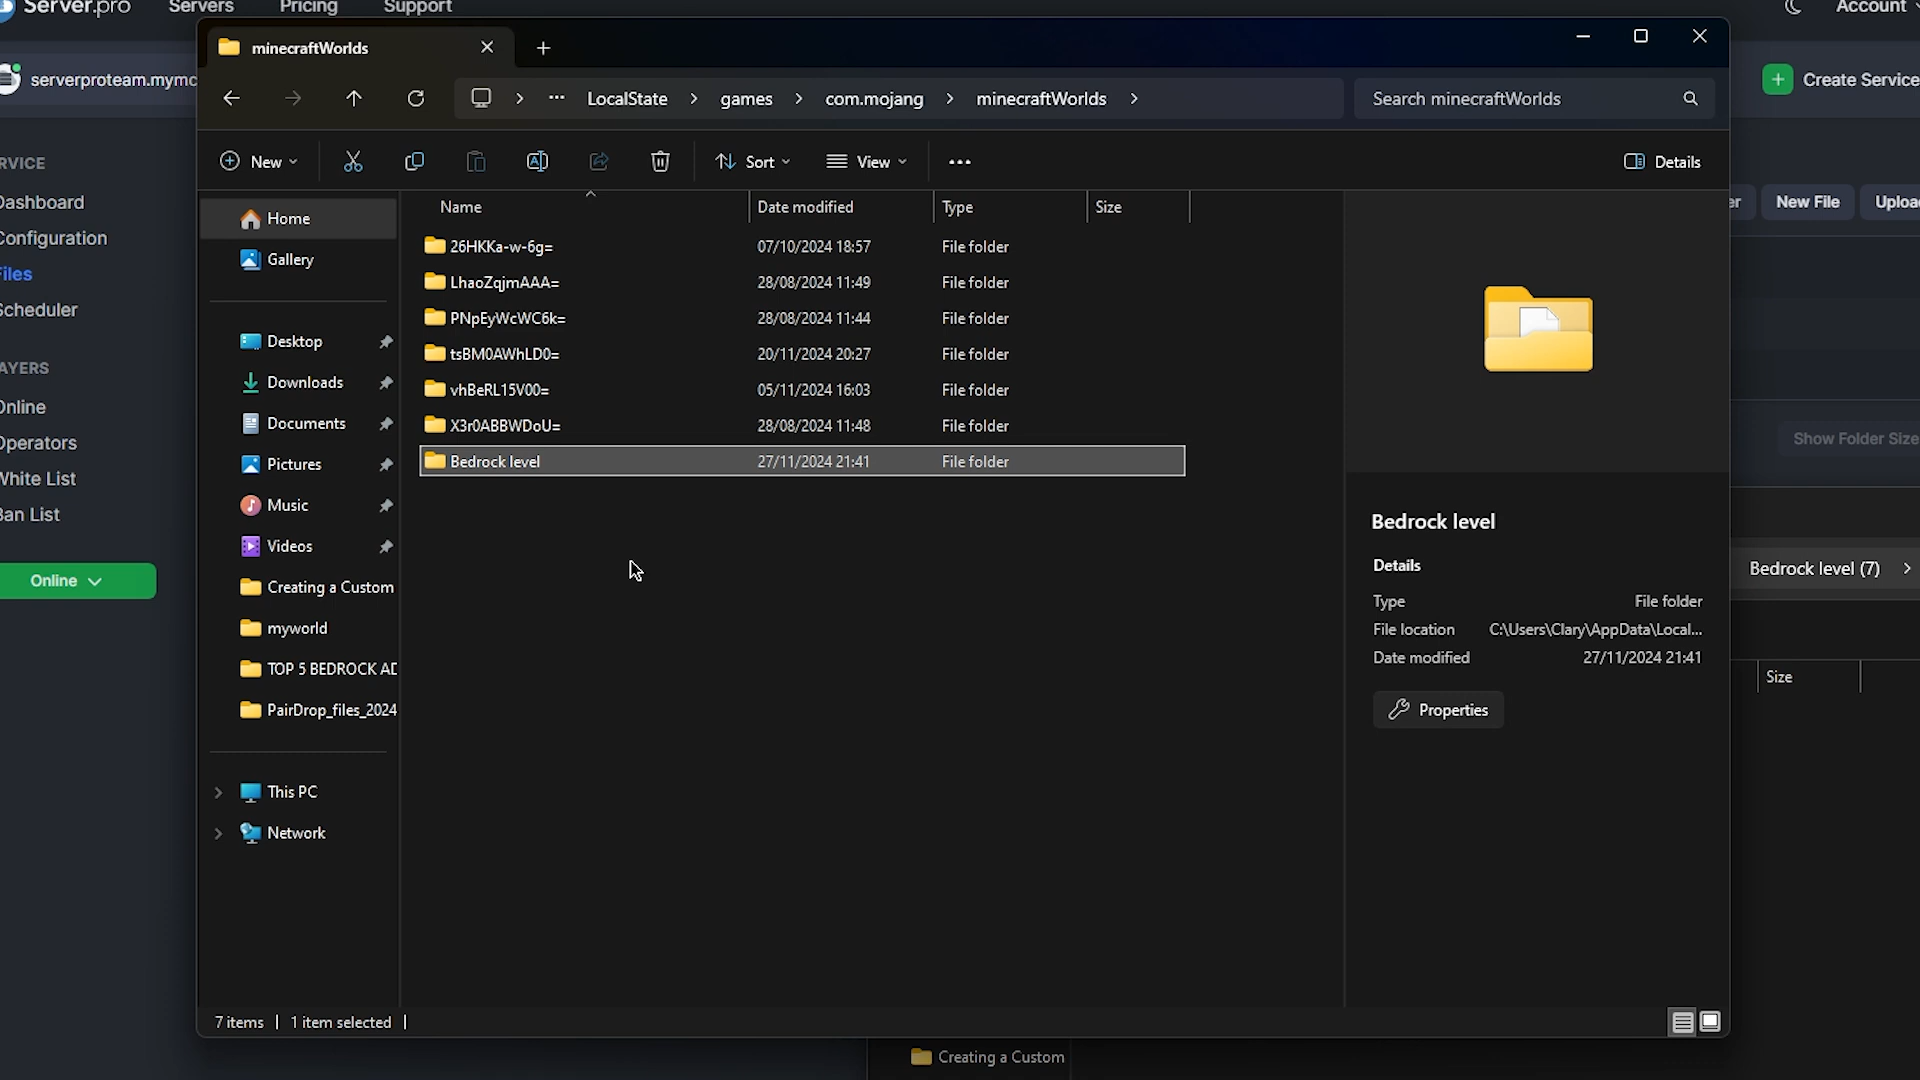 Server.pro Servers Pricing Support Account
minecraftWorlds
serverproteam.mymc
LocalState > games > com.mojang > minecraftWorlds >
Search minecraftWorlds
Create Service
New Sort View ... Details
RVICE
Dashboard
Configuration
Files
Scheduler
AYERS
Online
Operators
White List
Ban List
Online
Home
Gallery
Desktop
Downloads
Documents
Pictures
Music
Videos
Creating a Custom
myworld
TOP 5 BEDROCK AD
PairDrop_files_2024
This PC
Network
Name Date modified Type Size
26HKKa-w-6g= 07/10/2024 18:57 File folder
LhaoZqjmAAA= 28/08/2024 11:49 File folder
PNpEyWcWC6k= 28/08/2024 11:44 File folder
tsBM0AWhLD0= 20/11/2024 20:27 File folder
vhBeRL15V00= 05/11/2024 16:03 File folder
X3r0ABBWDoU= 28/08/2024 11:48 File folder
Bedrock level 27/11/2024 21:41 File folder
Bedrock level
Details
Type File folder
File location C:\Users\Clary\AppData\Local...
Date modified 27/11/2024 21:41
Properties
er New File Uploa
Show Folder Size
Bedrock level (7) >
Size
7 items | 1 item selected |
Creating a Custom